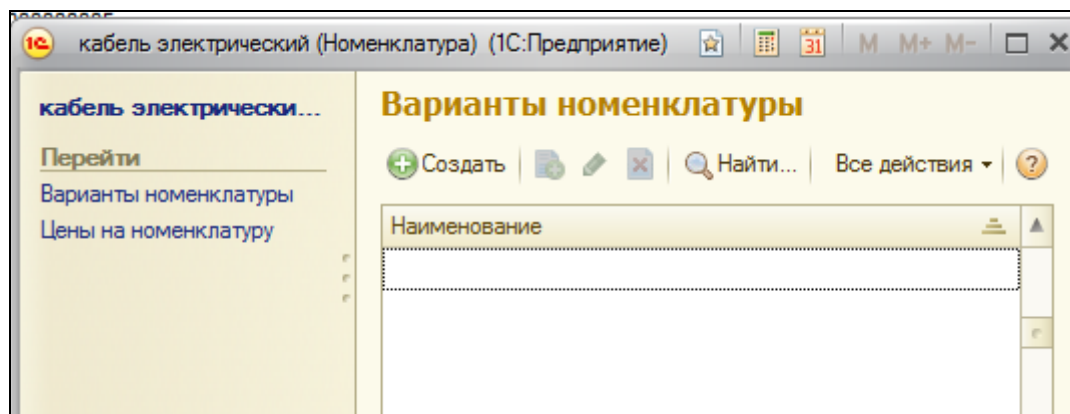 кабель электрический (Номенклатура) (1С:Предприятие)
31
M M+ M-
кабель электрически...
Перейти
Варианты номенклатуры
Цены на номенклатуру
Варианты номенклатуры
Создать
Найти...
Все действия
?
Наименование